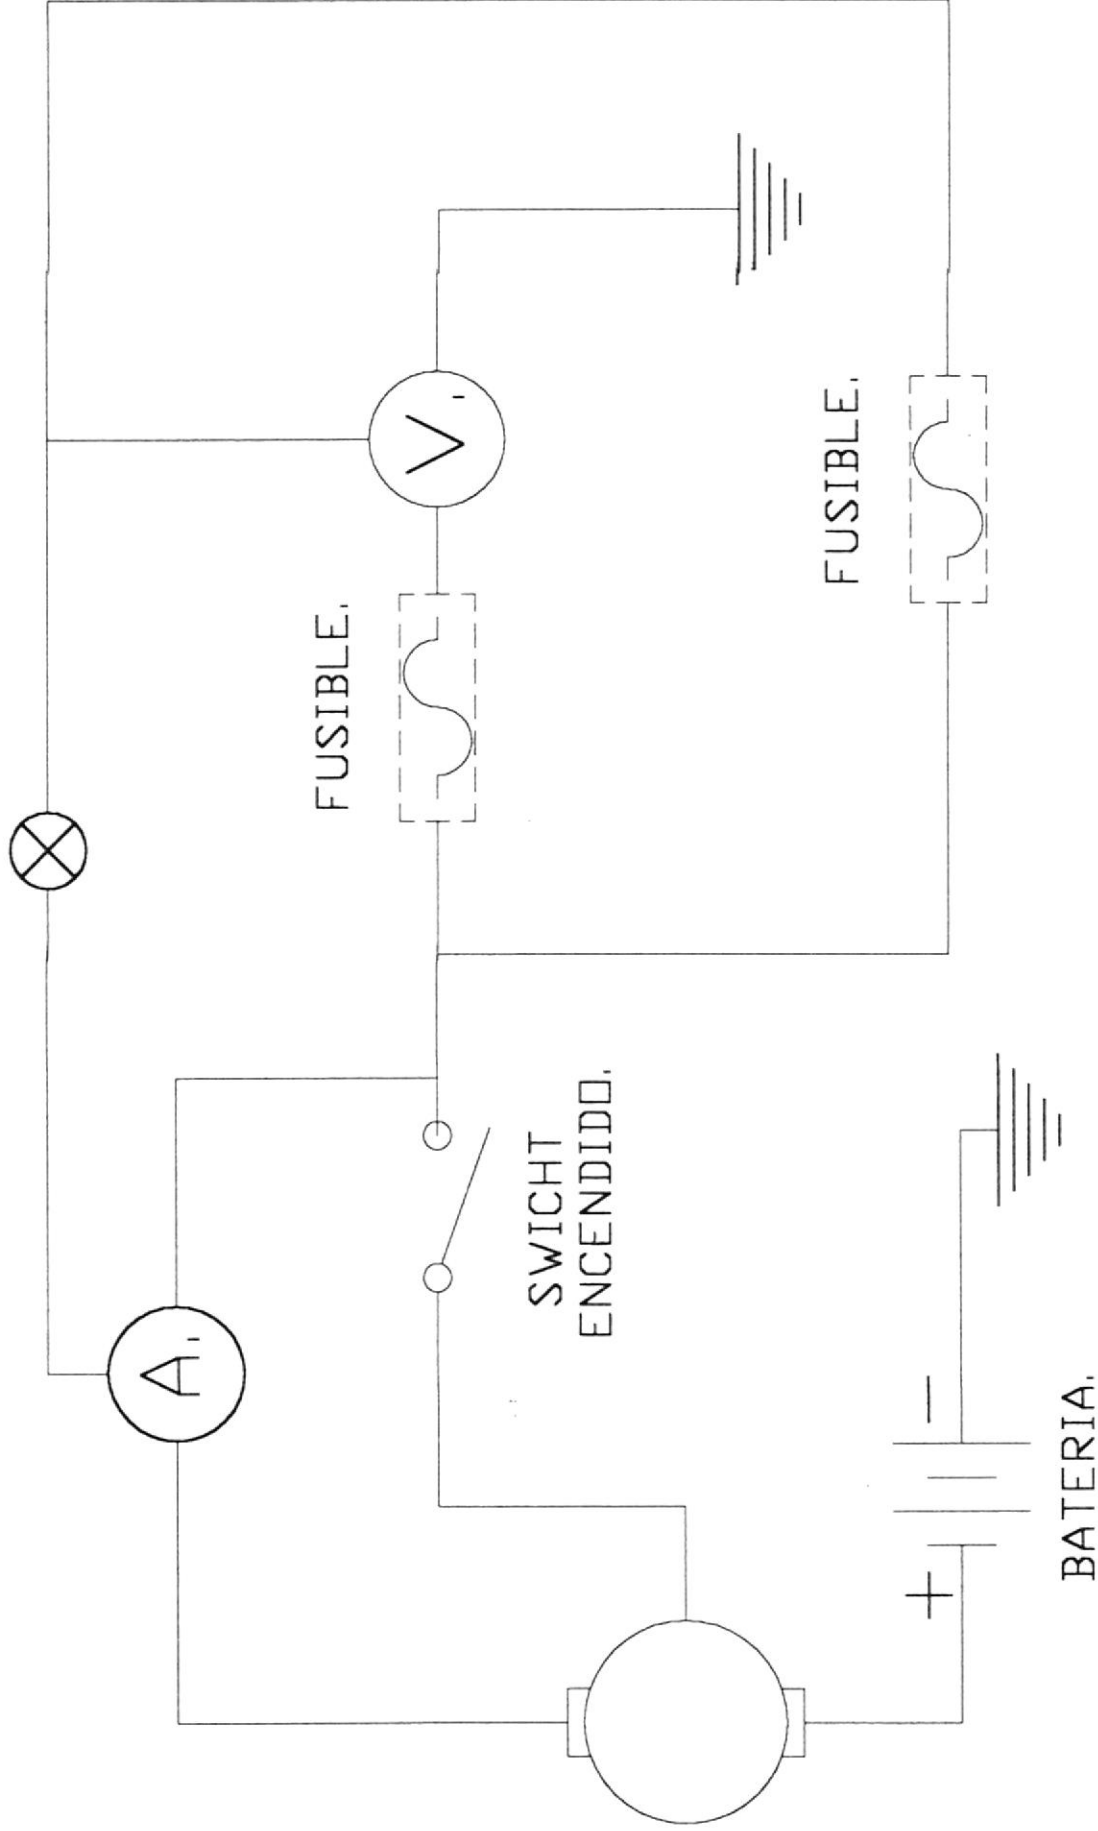 FUSIBLE.
V.
FUSIBLE.
A.
SWICHT
ENCENDIDO.
+
-
BATERIA.